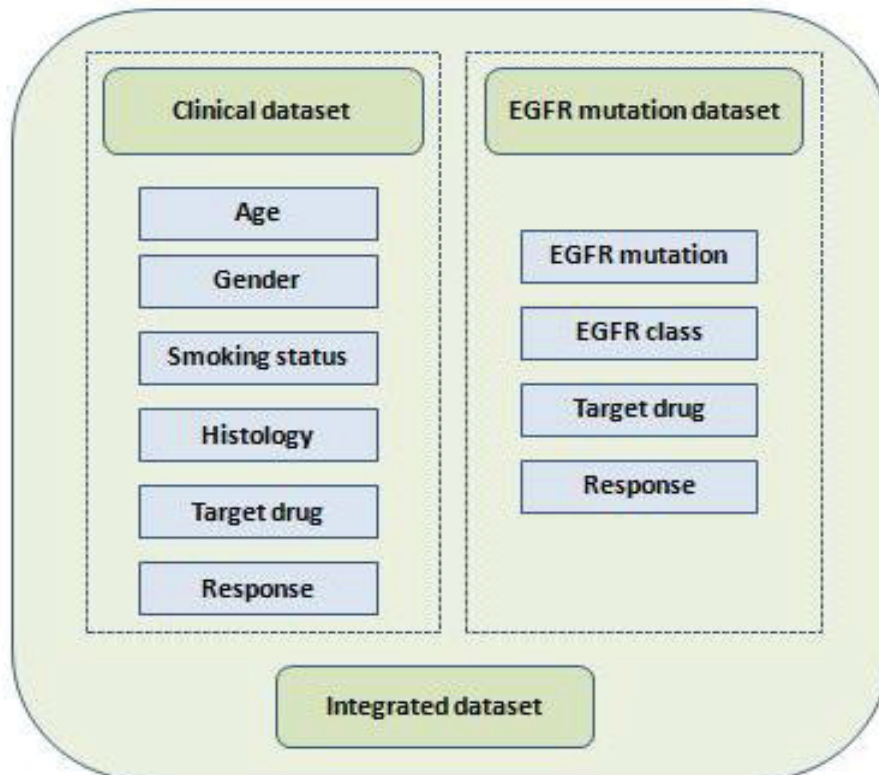 Clinical dataset
Age
Gender
Smoking status
Histology
Target drug
Response
EGFR mutation dataset
EGFR mutation
EGFR class
Target drug
Response
Integrated dataset